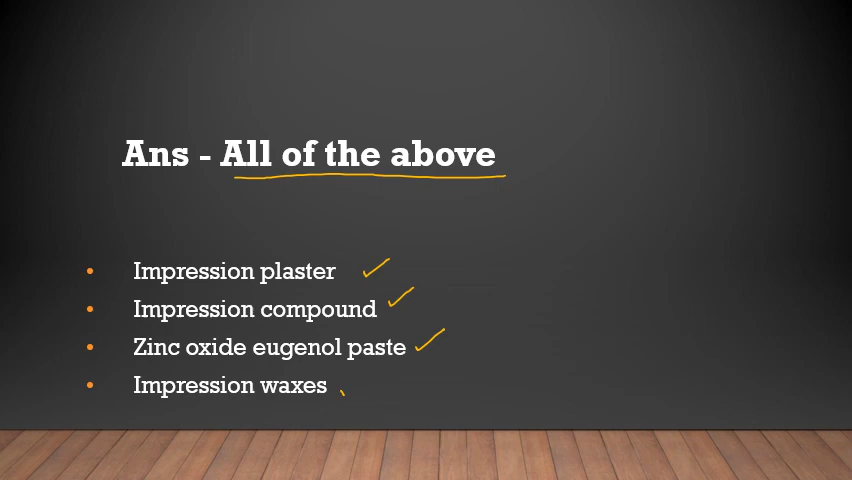 Ans - All of the above
• Impression plaster
• Impression compound
• Zinc oxide eugenol paste
• Impression waxes